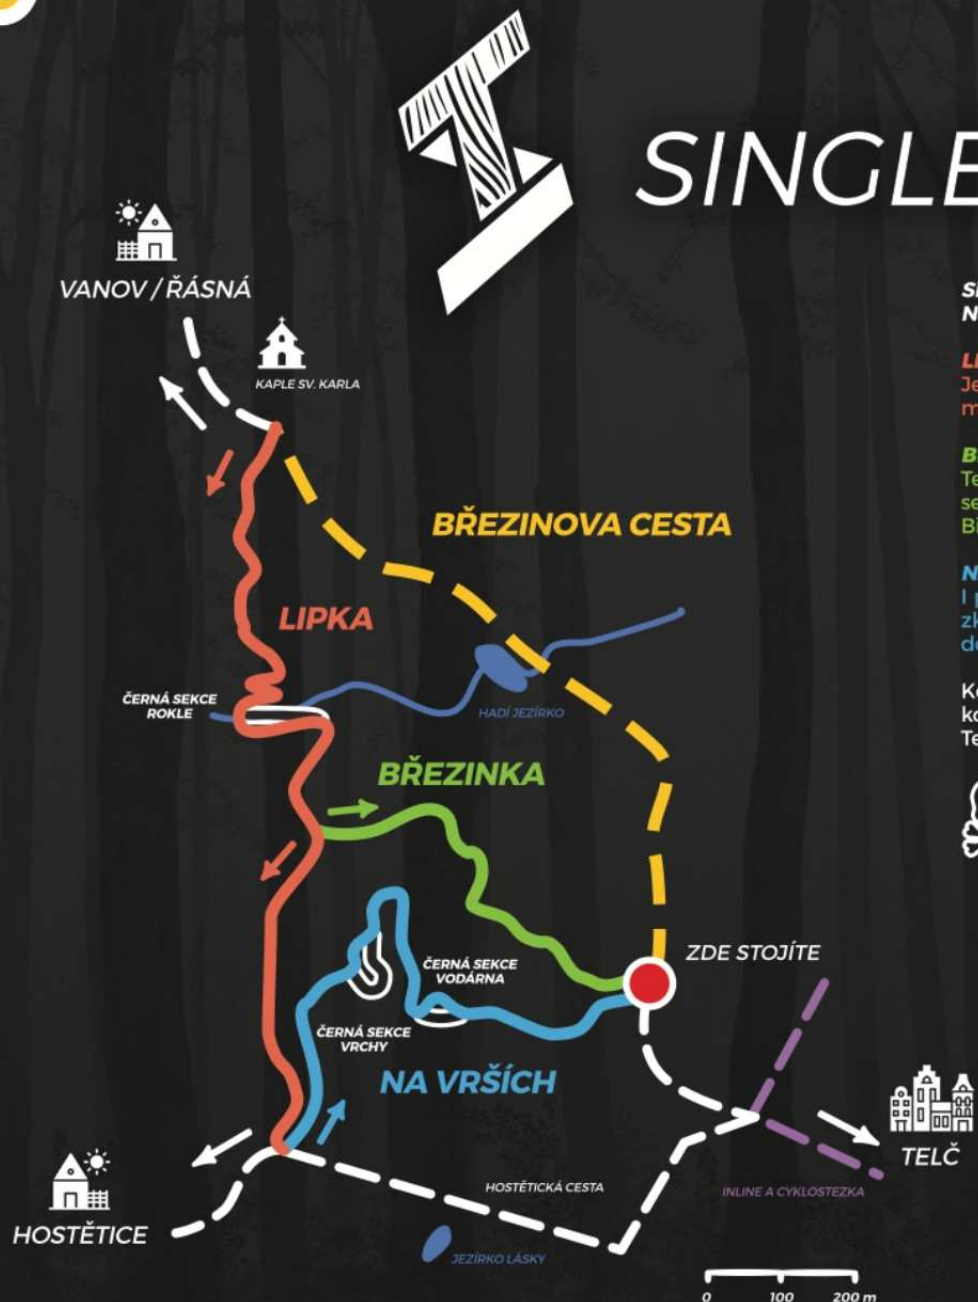 SINGLE
VANOV / ŘÁSNÁ
KAPLE SV. KARLA
BŘEZINOVA CESTA
LIPKA
ČERNÁ SEKCE
ROKLE
HADÍ JEZÍRKO
BŘEZINKA
ZDE STOJÍTE
ČERNÁ SEKCE
VODÁRNA
ČERNÁ SEKCE
VRCHY
NA VRŠÍCH
TELČ
HOSTĚTICKÁ CESTA
INLINE A CYKLOSTEZKA
HOSTĚTICE
JEZÍRKO LÁSKY
0 100 200 m